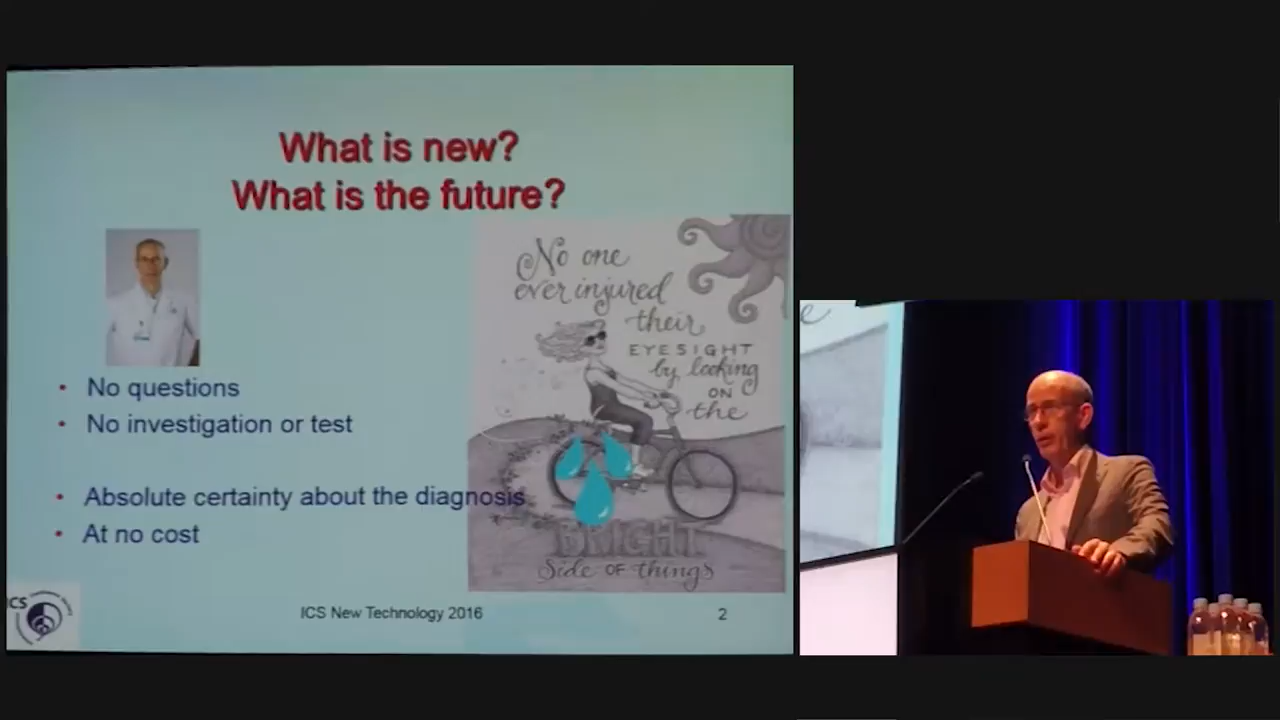 What is new?
What is the future?
No one
ever injured
their
EYESIGHT
by looking
ON
the
BRIGHT
Side OF things
• No questions
• No investigation or test
• Absolute certainty about the diagnosis
• At no cost
ICS
ICS New Technology 2016
2